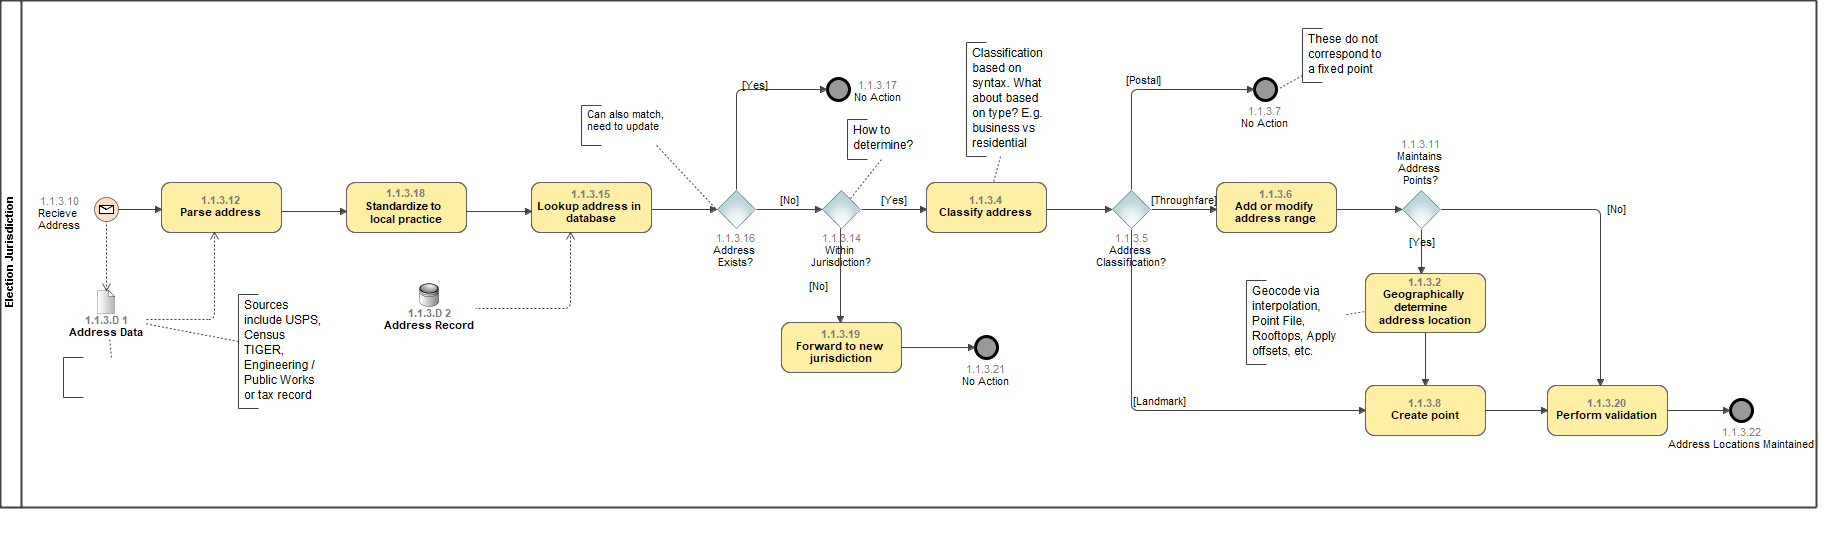 Election Jurisdiction
1.1.3.10
Recieve
Address
1.1.3.12
Parse address
1.1.3.D 1
Address Data
Sources
include USPS,
Census
TIGER,
Engineering /
Public Works
or tax record
1.1.3.18
Standardize to
local practice
1.1.3.D 2
Address Record
1.1.3.15
Lookup address in
database
Can also match,
need to update
1.1.3.16
Address
Exists?
[Yes]
1.1.3.17
No Action
[No]
How to
determine?
1.1.3.14
Within
Jurisdiction?
[No]
1.1.3.19
Forward to new
jurisdiction
1.1.3.21
No Action
[Yes]
Classification
based on
syntax. What
about based
on type? E.g.
business vs
residential
1.1.3.4
Classify address
1.1.3.5
Address
Classification?
[Postal]
1.1.3.7
No Action
These do not
correspond to
a fixed point
[Throughfare]
1.1.3.6
Add or modify
address range
1.1.3.11
Maintains
Address
Points?
[No]
[Yes]
1.1.3.2
Geographically
determine
address location
Geocode via
interpolation,
Point File,
Rooftops, Apply
offsets, etc.
[Landmark]
1.1.3.8
Create point
1.1.3.20
Perform validation
1.1.3.22
Address Locations Maintained